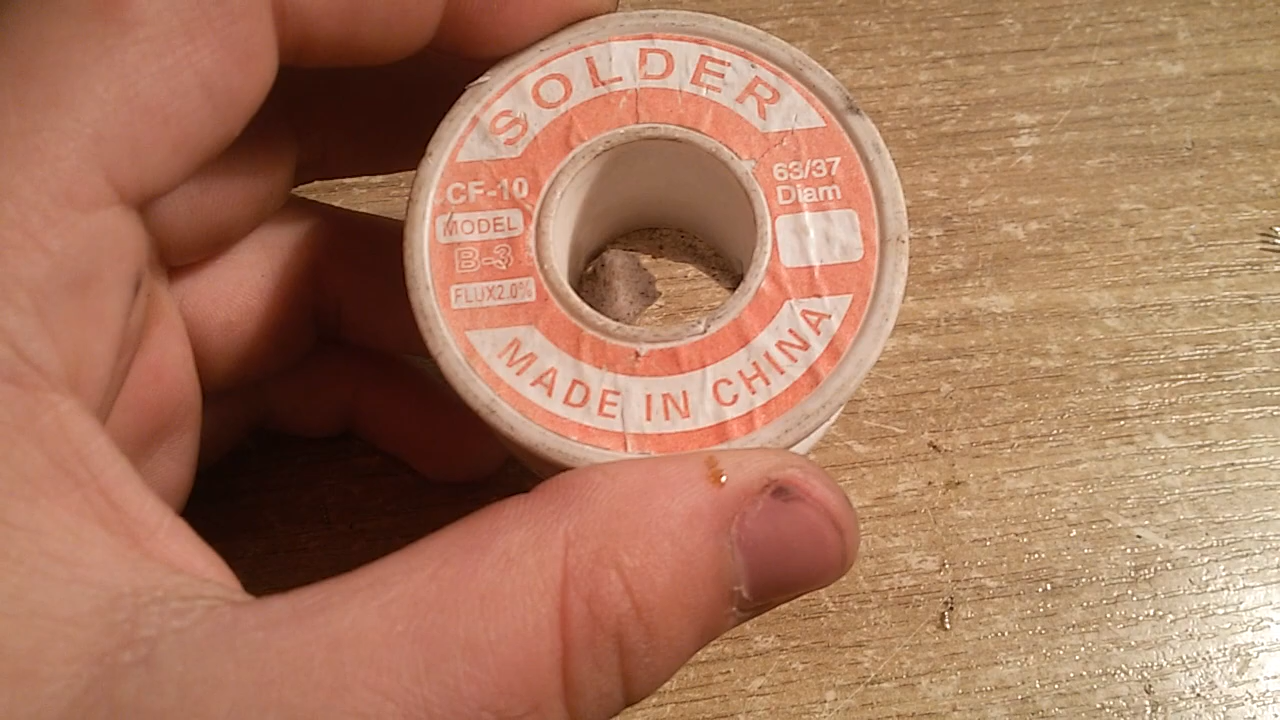 SOLDER
CF-10
MODEL
B-3
FLUX2.0%
63/37
Diam
MADE IN CHINA